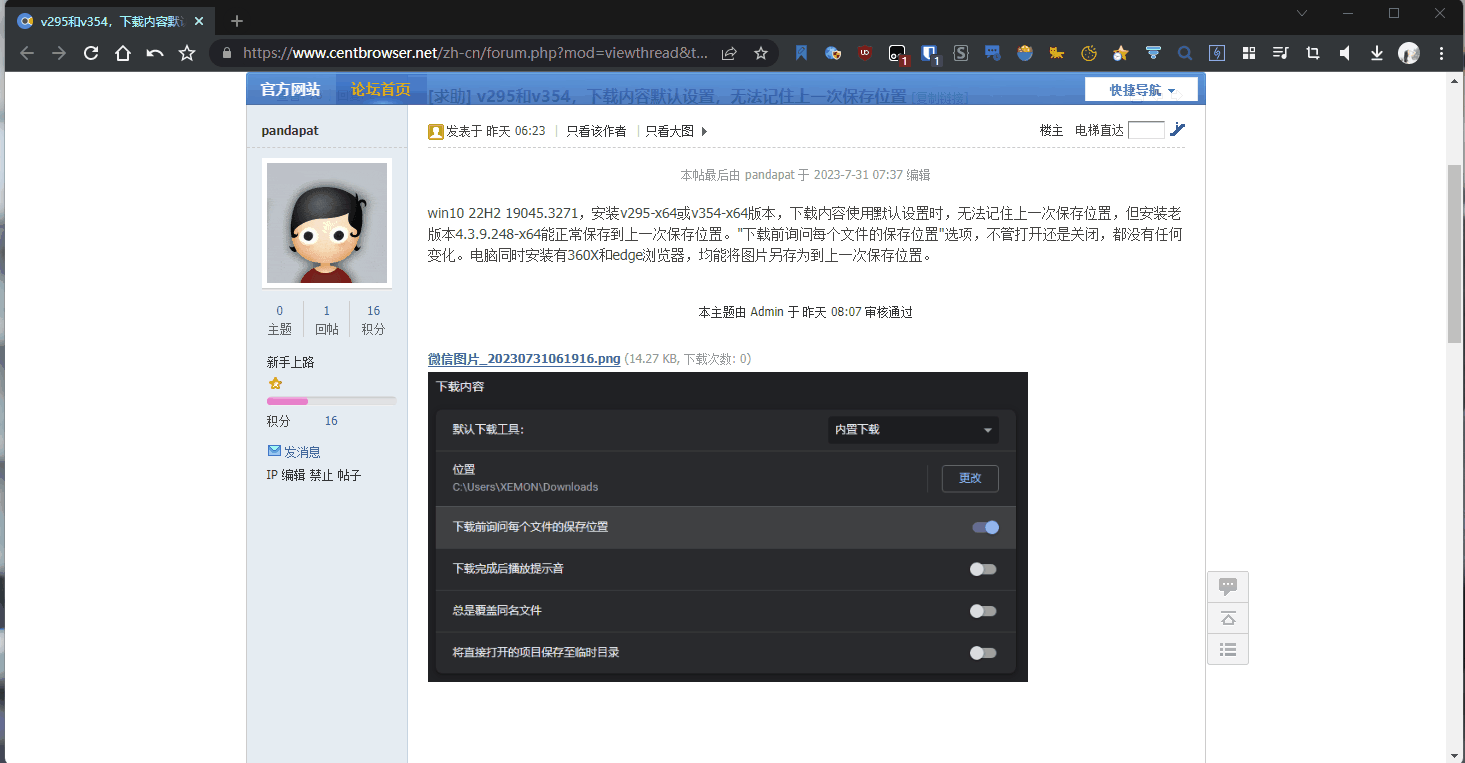 v295和v354，下载内容默认
https://www.centbrowser.net/zh-cn/forum.php?mod=viewthread&t...
1
1
官方网站
论坛首页
[求助] v295和v354，下载内容默认设置，无法记住上一次保存位置 [复制链接]
快捷导航
pandapat
发表于 昨天 06:23
只看该作者
只看大图
楼主
电梯直达
本帖最后由 pandapat 于 2023-7-31 07:37 编辑
win10 22H2 19045.3271，安装v295-x64或v354-x64版本，下载内容使用默认设置时，无法记住上一次保存位置，但安装老
版本4.3.9.248-x64能正常保存到上一次保存位置。"下载前询问每个文件的保存位置"选项，不管打开还是关闭，都没有任何
变化。电脑同时安装有360X和edge浏览器，均能将图片另存为到上一次保存位置。
0
1
16
主题
回帖
积分
本主题由 Admin 于 昨天 08:07 审核通过
新手上路
积分
16
发消息
IP 编辑 禁止 帖子
微信图片_20230731061916.png (14.27 KB, 下载次数: 0)
下载内容
默认下载工具:
内置下载
位置
C:\Users\XEMON\Downloads
更改
下载前询问每个文件的保存位置
下载完成后播放提示音
总是覆盖同名文件
将直接打开的项目保存至临时目录